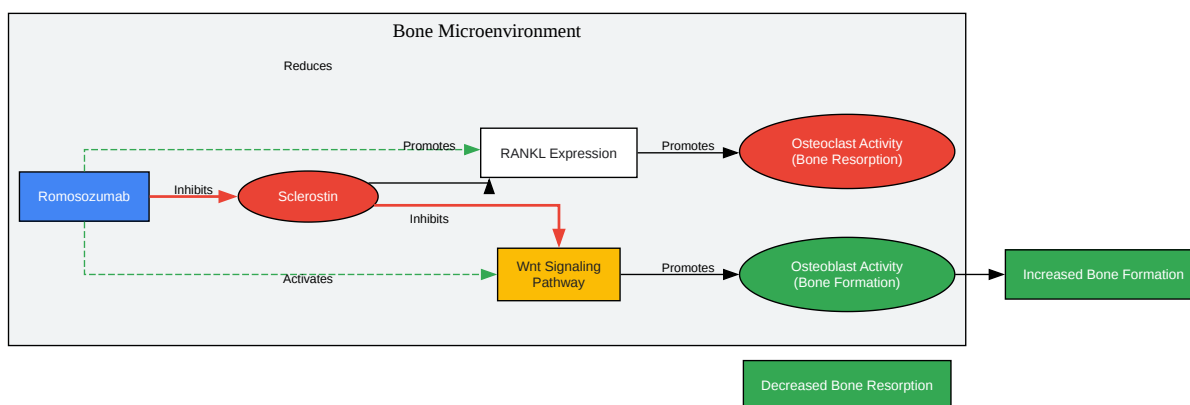 Bone Microenvironment
Reduces
Promotes
RANKL Expression
Promotes
Osteoclast Activity
(Bone Resorption)
Romosozumab
Inhibits
Sclerostin
Inhibits
Activates
Wnt Signaling
Pathway
Promotes
Osteoblast Activity
(Bone Formation)
Increased Bone Formation
Decreased Bone Resorption